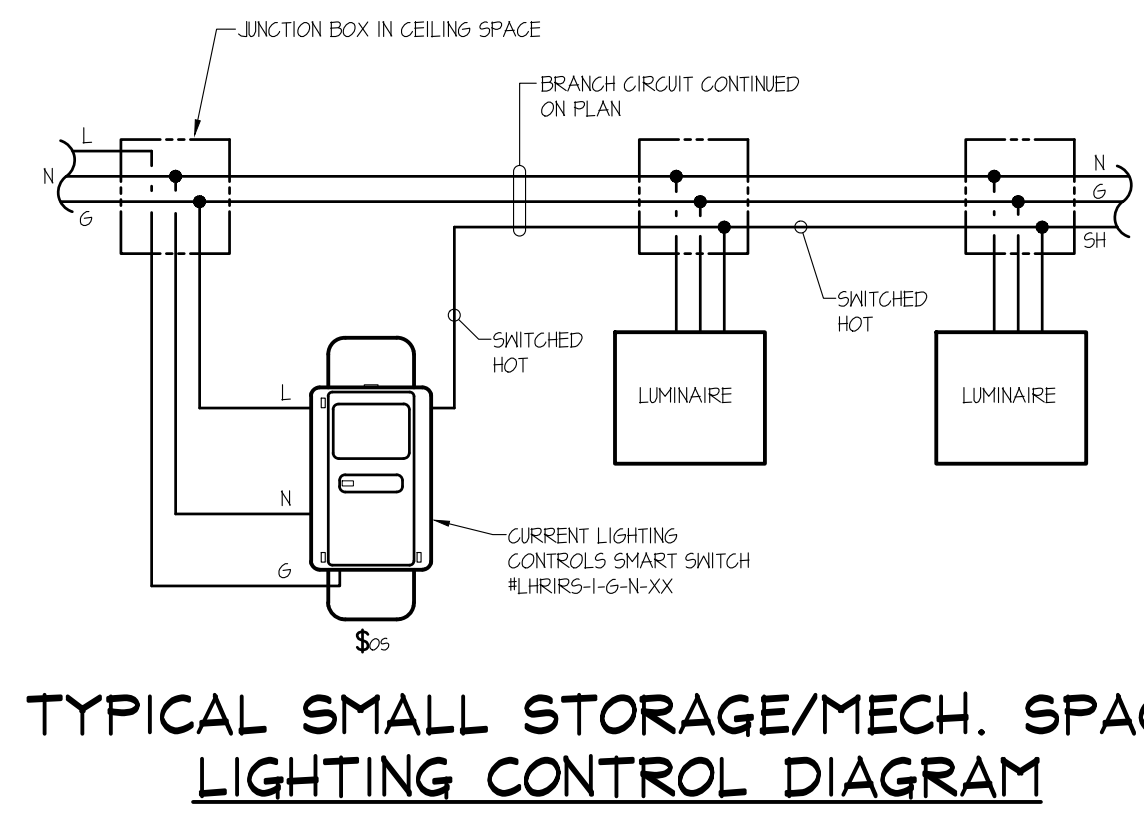 JUNCTION BOX IN CEILING SPACE
BRANCH CIRCUIT CONTINUED
ON PLAN
L
N
G
N
G
SH
SWITCHED
HOT
SWITCHED
HOT
L
LUMINAIRE
LUMINAIRE
N
CURRENT LIGHTING
CONTROLS SMART SWITCH
#LHRIRS-1-G-N-XX
G
$OS
TYPICAL SMALL STORAGE/MECH.
LIGHTING CONTROL DIAGRAM